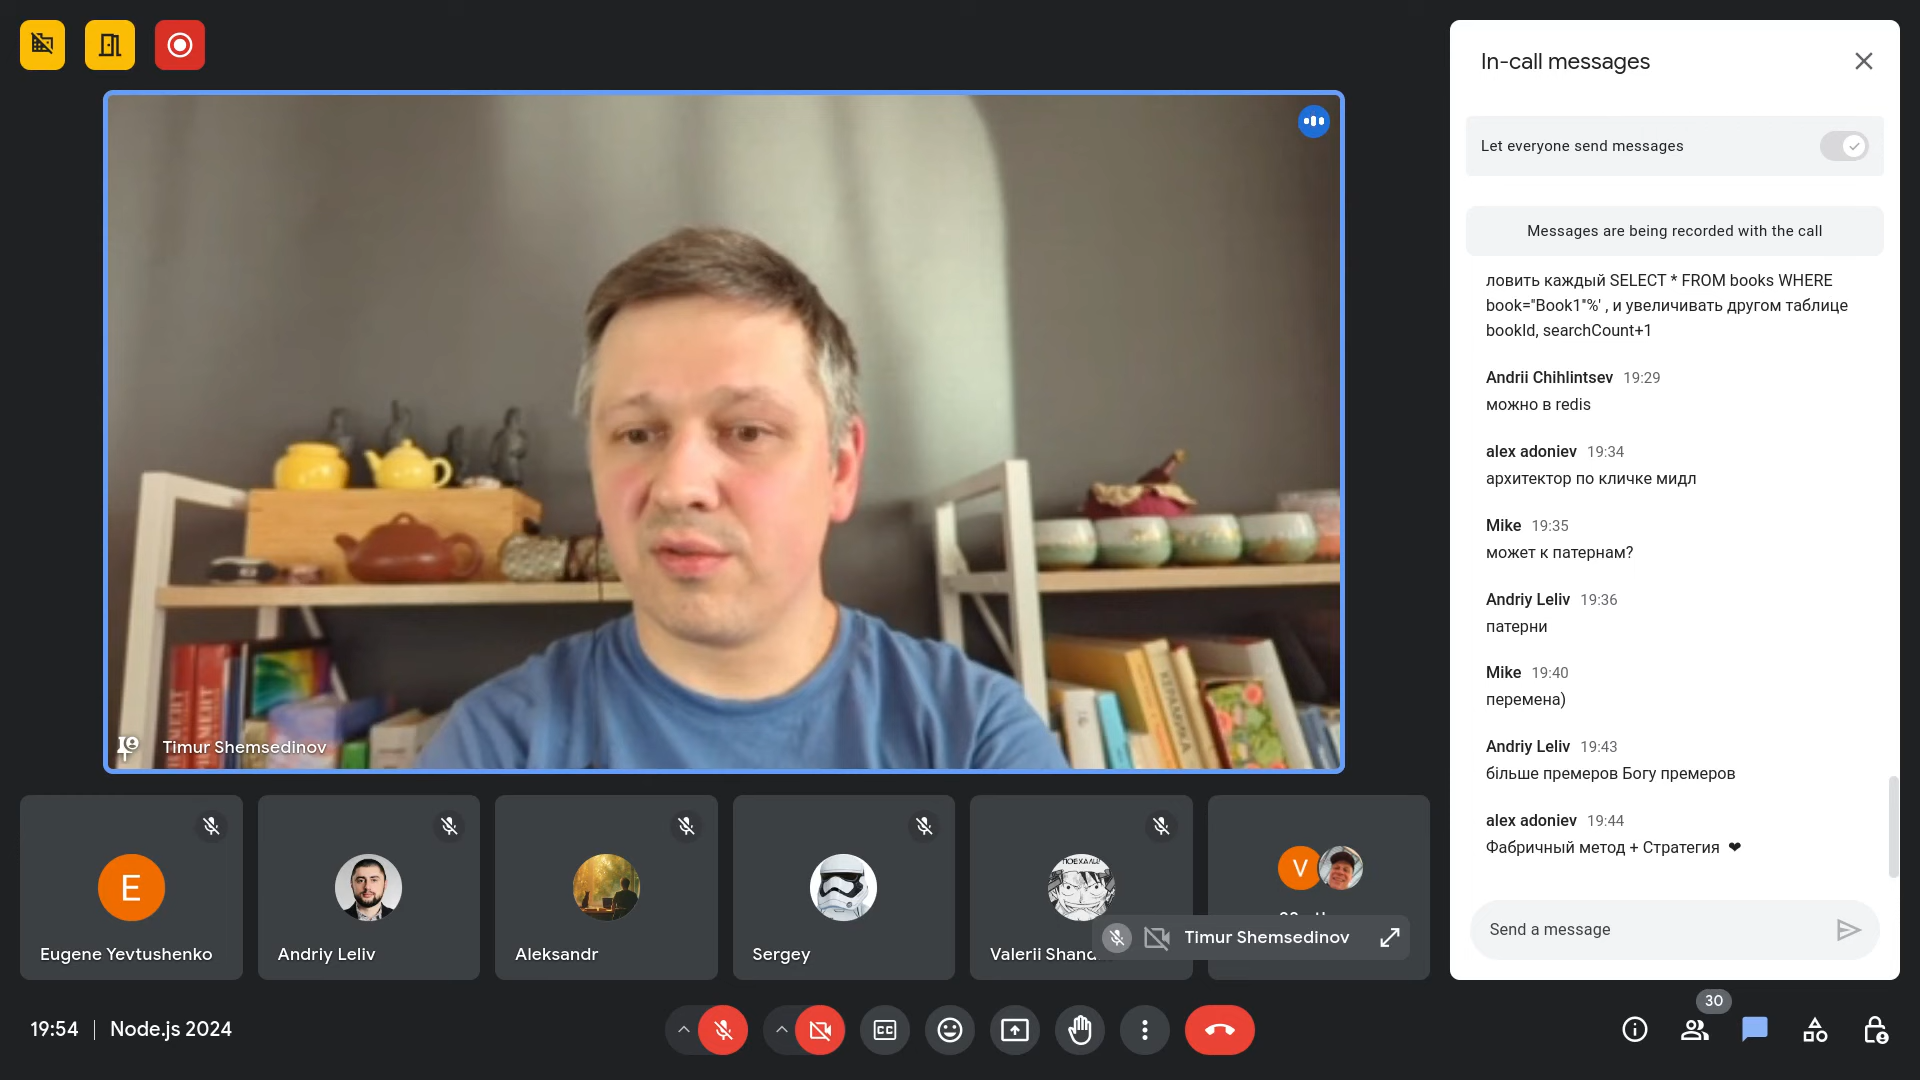 In-call messages
Let everyone send messages
Messages are being recorded with the call
ловить каждый SELECT * FROM books WHERE
book="Book1"%' , и увеличивать другом таблице
bookId, searchCount+1
Andrii Chihlintsev 19:29
можно в redis
alex adoniev 19:34
архитектор по кличке мидл
Mike 19:35
может к патернам?
Andriy Leliv 19:36
патерни
Mike 19:40
перемена)
Andriy Leliv 19:43
більше премеров Богу премеров
alex adoniev 19:44
Фабричный метод + Стратегия ❤
Send a message
КЕРАМИКА
Timur Shemsedinov
E
Eugene Yevtushenko
Andriy Leliv
Aleksandr
Sergey
ПОЕХАЛИ!
Valerii
V
Timur Shemsedinov
19:54 | Node.js 2024
CC
30